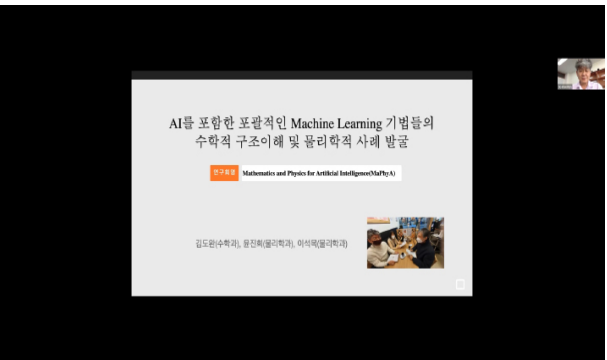 AI를 포함한 포괄적인 Machine Learning 기법들의
수학적 구조이해 및 물리학적 사례 발굴
연구회명 Mathematics and Physics for Artificial Intelligence(MaPhyA)
김도완(수학과), 윤진희(물리학과), 이석목(물리학과)